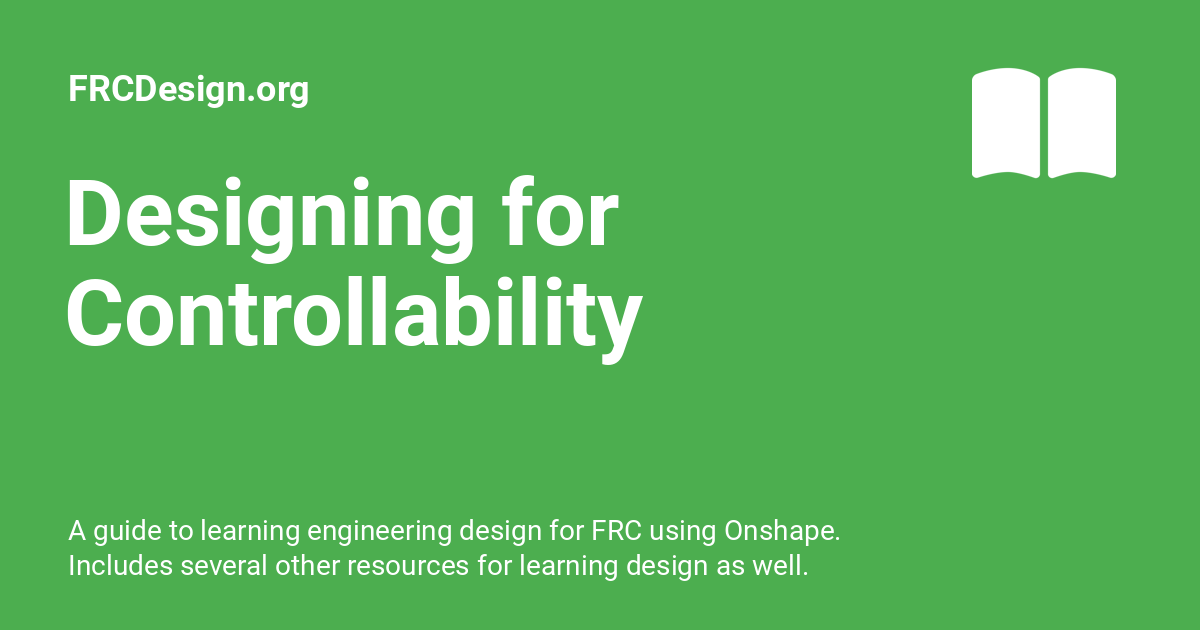 FRCDesign.org
Designing for
Controllability
A guide to learning engineering design for FRC using Onshape.
Includes several other resources for learning design as well.